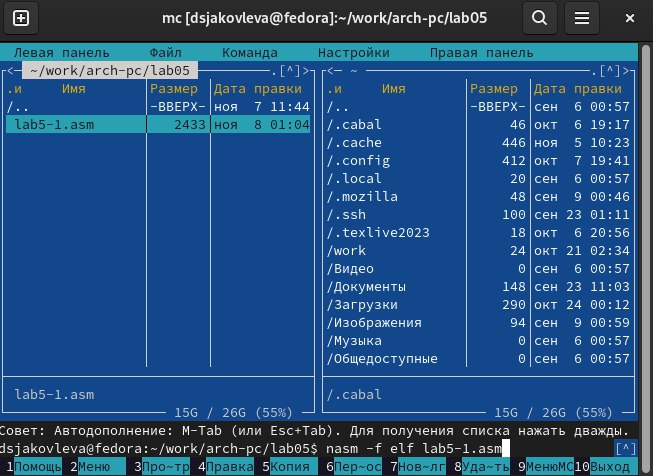 mc [dsjakovleva@fedora]:~/work/arch-pc/lab05
Левая панель Файл Команда Настройки Правая панель
<— ~/work/arch-pc/lab05 .[^]> <— ~ .[^]>
.и Имя Размер Дата правки .и Имя Размер Дата правки
/.. -ВВЕРХ- ноя 7 11:44 /.. -ВВЕРХ- сен 6 00:57
lab5-1.asm 2433 ноя 8 01:04 /.cabal 46 окт 6 19:17
/.cache 446 ноя 5 10:23
/.config 412 окт 7 19:41
/.local 20 сен 6 00:57
/.mozilla 48 сен 9 00:46
/.ssh 100 сен 23 01:11
/.texlive2023 18 окт 6 20:56
/work 24 окт 21 02:34
/Видео 0 сен 6 00:57
/Документы 148 сен 23 11:03
/Загрузки 290 окт 24 00:12
/Изображения 94 сен 9 00:59
/Музыка 0 сен 6 00:57
/Общедоступные 0 сен 6 00:57
lab5-1.asm /.cabal
15G / 26G (55%) 15G / 26G (55%)
Совет: Автодополнение: M-Tab (или Esc+Tab). Для получения списка нажать дважды.
dsjakovleva@fedora:~/work/arch-pc/lab05$ nasm -f elf lab5-1.asm [^]
1Помощь 2Меню 3Про~тр 4Правка 5Копия 6Пер~ос 7Нов~лг 8Уда~ть 9МенюMC 10Выход